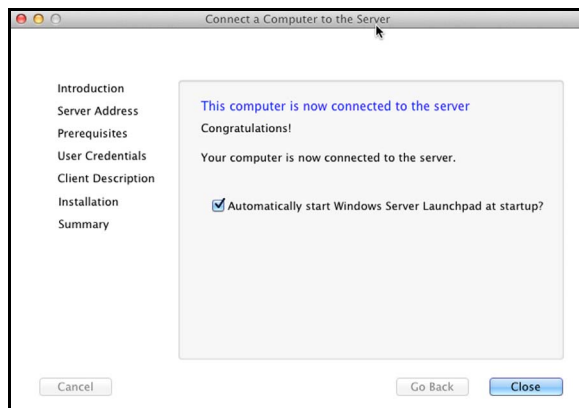 Connect a Computer to the Server
Introduction
Server Address
Prerequisites
User Credentials
Client Description
Installation
Summary
This computer is now connected to the server
Congratulations!
Your computer is now connected to the server.
Automatically start Windows Server Launchpad at startup?
Cancel
Go Back
Close